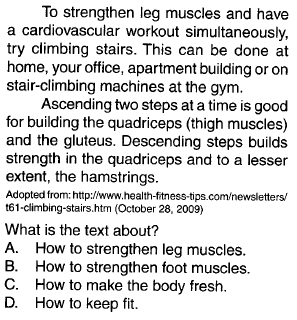 To strengthen leg muscles and have
a cardiovascular workout simultaneously,
try climbing stairs. This can be done at
home, your office, apartment building or on
stair-climbing machines at the gym.
Ascending two steps at a time is good
for building the quadriceps (thigh muscles)
and the gluteus. Descending steps builds
strength in the quadriceps and to a lesser
extent, the hamstrings.
Adopted from: http://www.health-fitness-tips.com/newsletters/
t61-climbing-stairs.htm (October 28, 2009)
What is the text about?
A. How to strengthen leg muscles.
B. How to strengthen foot muscles.
C. How to make the body fresh.
D. How to keep fit.